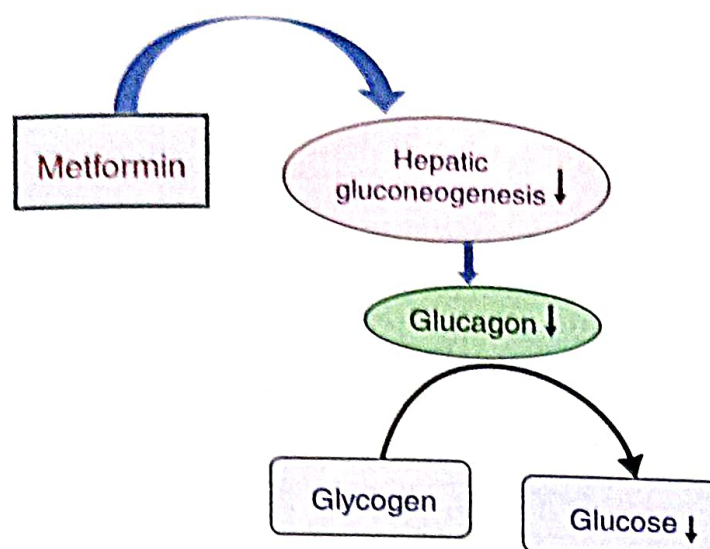 Metformin
Hepatic
gluconeogenesis ↓
Glucagon ↓
Glycogen
Glucose ↓